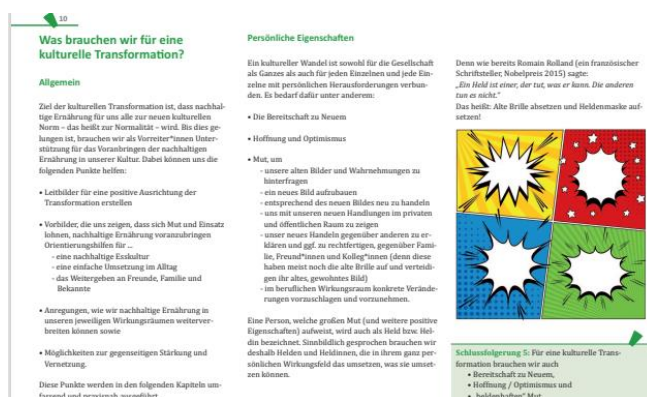 10
Was brauchen wir für eine
kulturelle Transformation?
Allgemein
Ziel der kulturellen Transformation ist, dass nachhal-
tige Ernährung für uns alle zur neuen kulturellen
Norm – das heißt zur Normalität – wird. Bis dies ge-
lungen ist, brauchen wir als Vorreiter*innen Unter-
stützung für das Voranbringen der nachhaltigen
Ernährung in unserer Kultur. Dabei können uns die
folgenden Punkte helfen:
• Leitbilder für eine positive Ausrichtung der
Transformation erstellen
• Vorbilder, die uns zeigen, dass sich Mut und Einsatz
lohnen, nachhaltige Ernährung voranzubringen
Orientierungshilfen für ...
- eine nachhaltige Esskultur
- eine einfache Umsetzung im Alltag
- das Weitergeben an Freunde, Familie und
Bekannte
• Anregungen, wie wir nachhaltige Ernährung in
unseren jeweiligen Wirkungsräumen weiterver-
breiten können sowie
• Möglichkeiten zur gegenseitigen Stärkung und
Vernetzung.
Diese Punkte werden in den folgenden Kapiteln um-
fassend und praxisnah ausgeführt.
Persönliche Eigenschaften
Ein kultureller Wandel ist sowohl für die Gesellschaft
als Ganzes als auch für jeden Einzelnen und jede Ein-
zelne mit persönlichen Herausforderungen verbun-
den. Es bedarf dafür unter anderem:
• Die Bereitschaft zu Neuem
• Hoffnung und Optimismus
• Mut, um
- unsere alten Bilder und Wahrnehmungen zu
hinterfragen
- ein neues Bild aufzubauen
- entsprechend des neuen Bildes neu zu handeln
- uns mit unseren neuen Handlungen im privaten
und öffentlichen Raum zu zeigen
- unser neues Handeln gegenüber anderen zu er-
klären und ggf. zu rechtfertigen, gegenüber Fami-
lie, Freund*innen und Kolleg*innen (denn diese
haben meist noch die alte Brille auf und verteidi-
gen ihr altes, gewohntes Bild)
- im beruflichen Wirkungsraum konkrete Verände-
rungen vorzuschlagen und vorzunehmen.
Eine Person, welche großen Mut (und weitere positive
Eigenschaften) aufweist, wird auch als Held bzw. Hel-
din bezeichnet. Sinnbildlich gesprochen brauchen wir
deshalb Helden und Heldinnen, die in ihrem ganz per-
sönlichen Wirkungsfeld das umsetzen, was sie umset-
zen können.
Denn wie bereits Romain Rolland (ein französischer
Schriftsteller, Nobelpreis 2015) sagte:
„Ein Held ist einer, der tut, was er kann. Die anderen
tun es nicht."
Das heißt: Alte Brille absetzen und Heldenmaske auf-
setzen!
Schlussfolgerung 5: Für eine kulturelle Trans-
formation brauchen wir auch
• Bereitschaft zu Neuem,
• Hoffnung / Optimismus und
• „heldenhaften" Mut